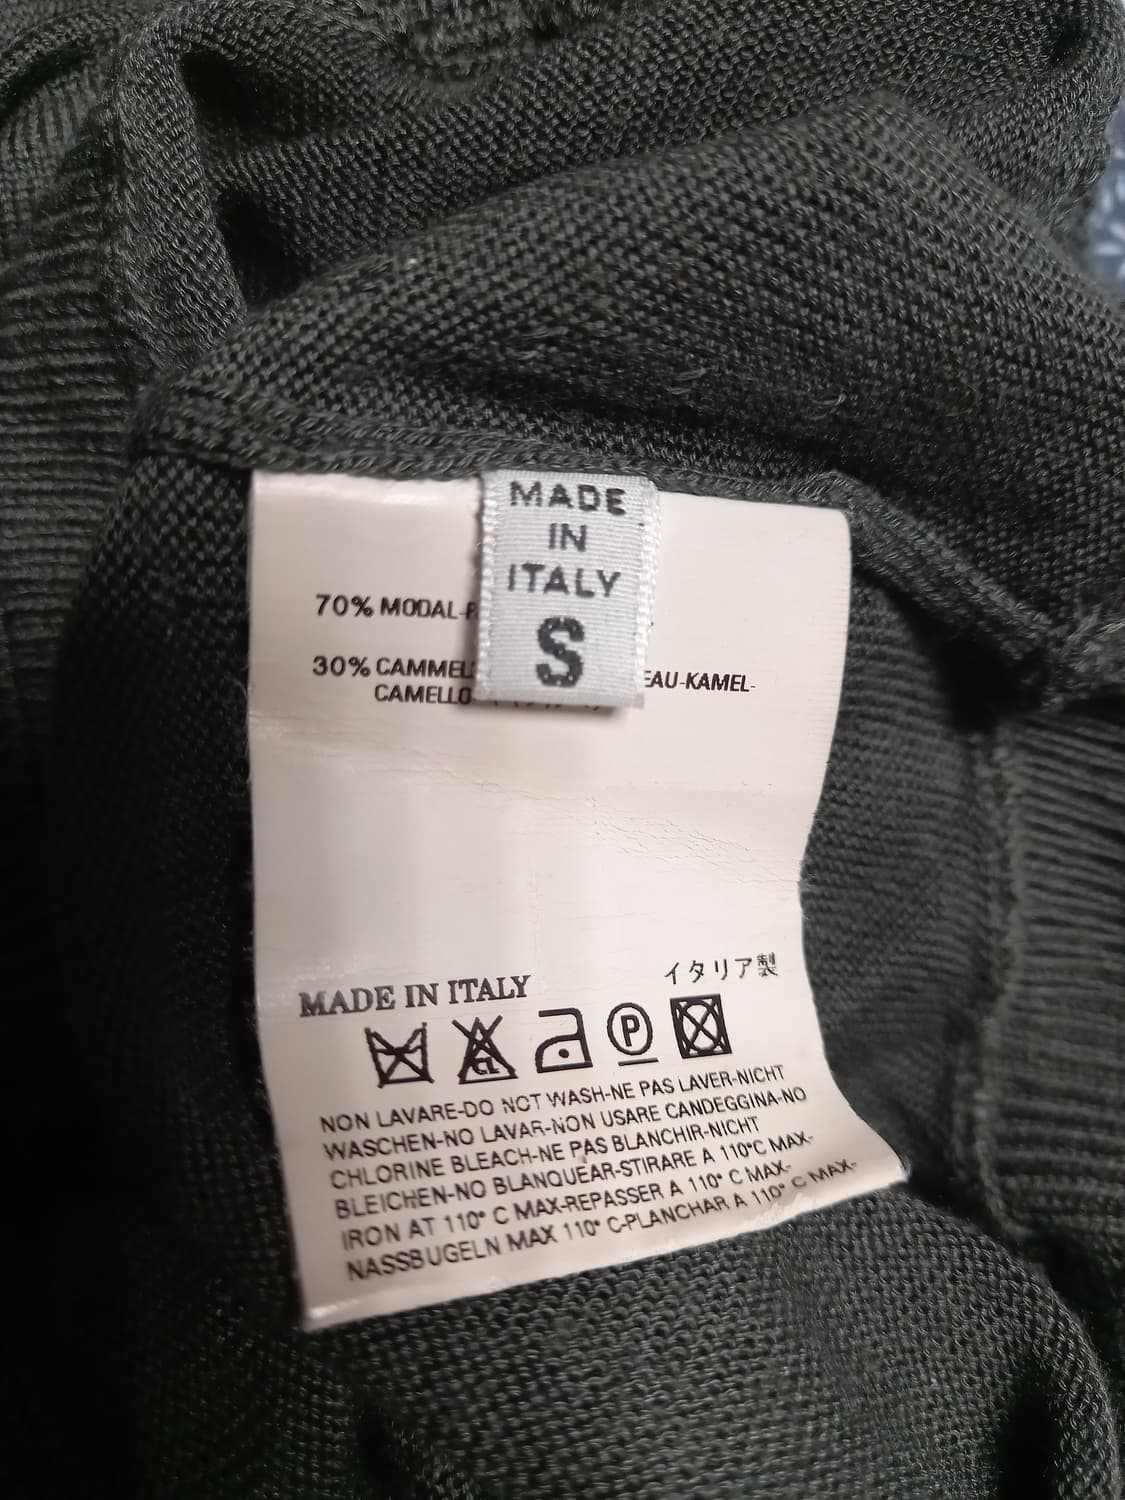 MADE
IN
ITALY
S
70% MODAL-
30% CAMMEL EAU-KAMEL-
CAMELLO
MADE IN ITALY イタリア製
CL P
NON LAVARE-DO NOT WASH-NE PAS LAVER-NICHT
WASCHEN-NO LAVAR-NON USARE CANDEGGINA-NO
CHLORINE BLEACH-NE PAS BLANCHIR-NICHT
BLEICHEN-NO BLANQUEAR-STIRARE A 110°C MAX-
IRON AT 110° C MAX-REPASSER A 110° C MAX-
NASSBUGELN MAX 110° C-PLANCHAR A 110° C MAX-